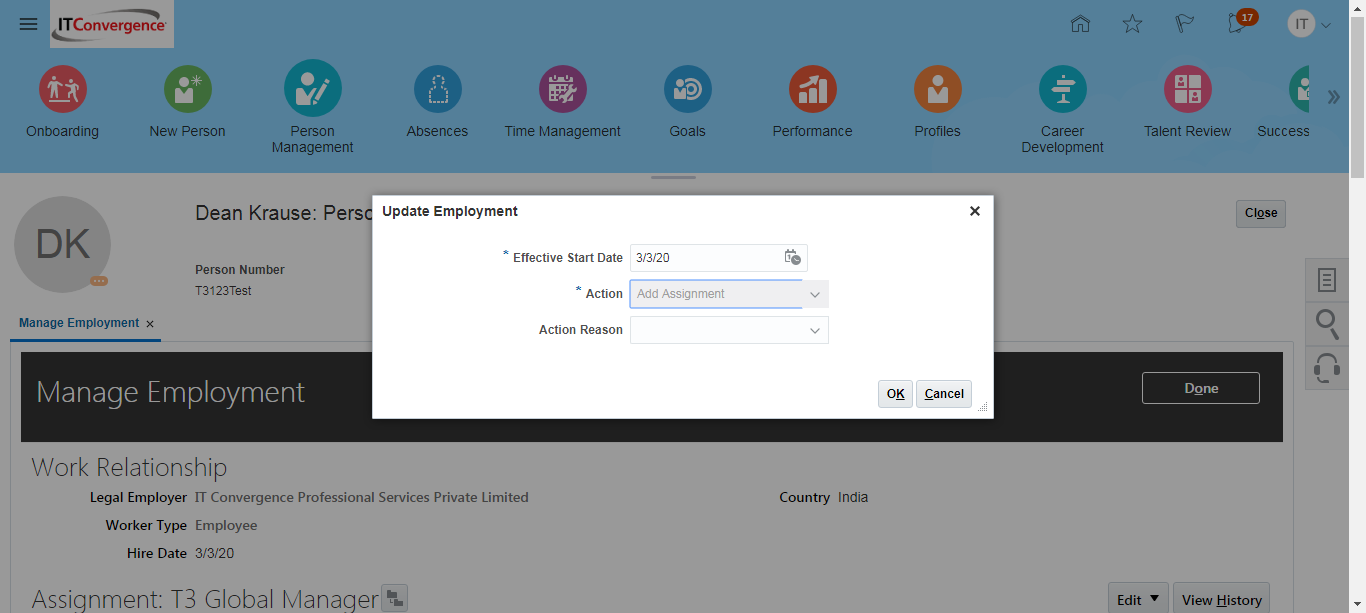 ITConvergence
17
IT
Onboarding
New Person
Person
Management
Absences
Time Management
Goals
Performance
Profiles
Career
Development
Talent Review
Success
DK
Dean Krause: Perso
Close
Person Number
T3123Test
Update Employment
* Effective Start Date 3/3/20
* Action Add Assignment
Action Reason
OK Cancel
Manage Employment
Manage Employment
Done
Work Relationship
Legal Employer IT Convergence Professional Services Private Limited
Country India
Worker Type Employee
Hire Date 3/3/20
Assignment: T3 Global Manager
Edit
View History